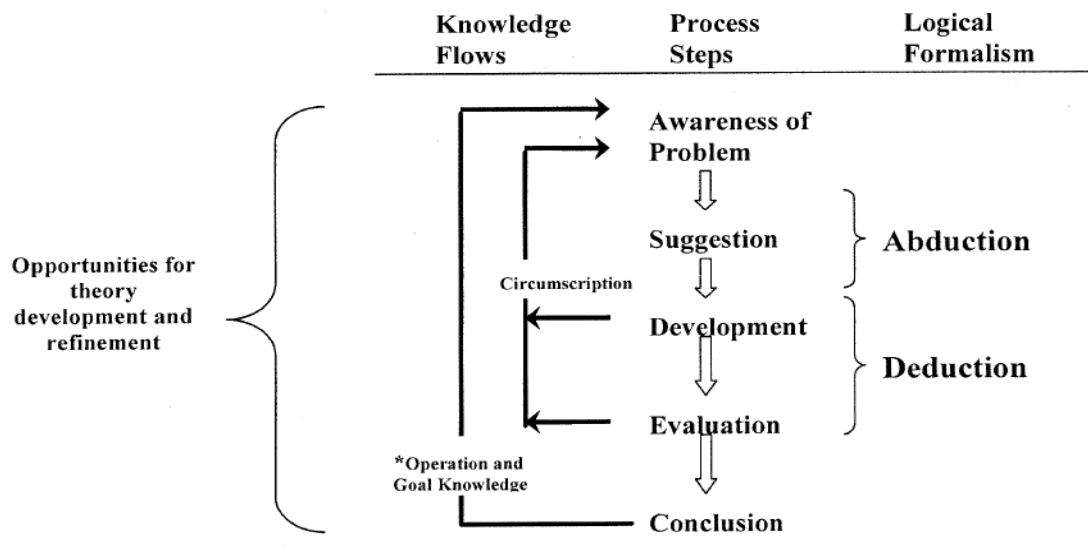 Knowledge
Flows
Process
Steps
Logical
Formalism
Awareness of
Problem
Suggestion
Abduction
Opportunities for
theory
development and
refinement
Circumscription
Development
Deduction
Evaluation
*Operation and
Goal Knowledge
Conclusion